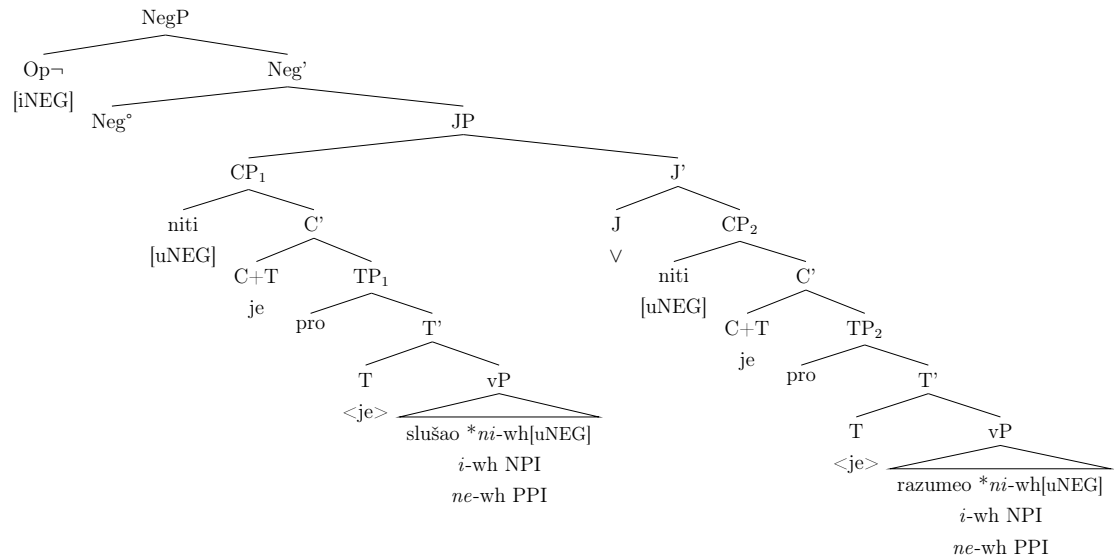 NegP
Op¬ Neg'
[iNEG]
Neg° JP
CP₁ J'
niti C' J CP₂
[uNEG] ∨
C+T TP₁ niti C'
je [uNEG]
pro T' C+T TP₂
je
T vP pro T'
<je>
slušao *ni-wh[uNEG] T vP
i-wh NPI <je>
ne-wh PPI razumeo *ni-wh[uNEG]
i-wh NPI
ne-wh PPI